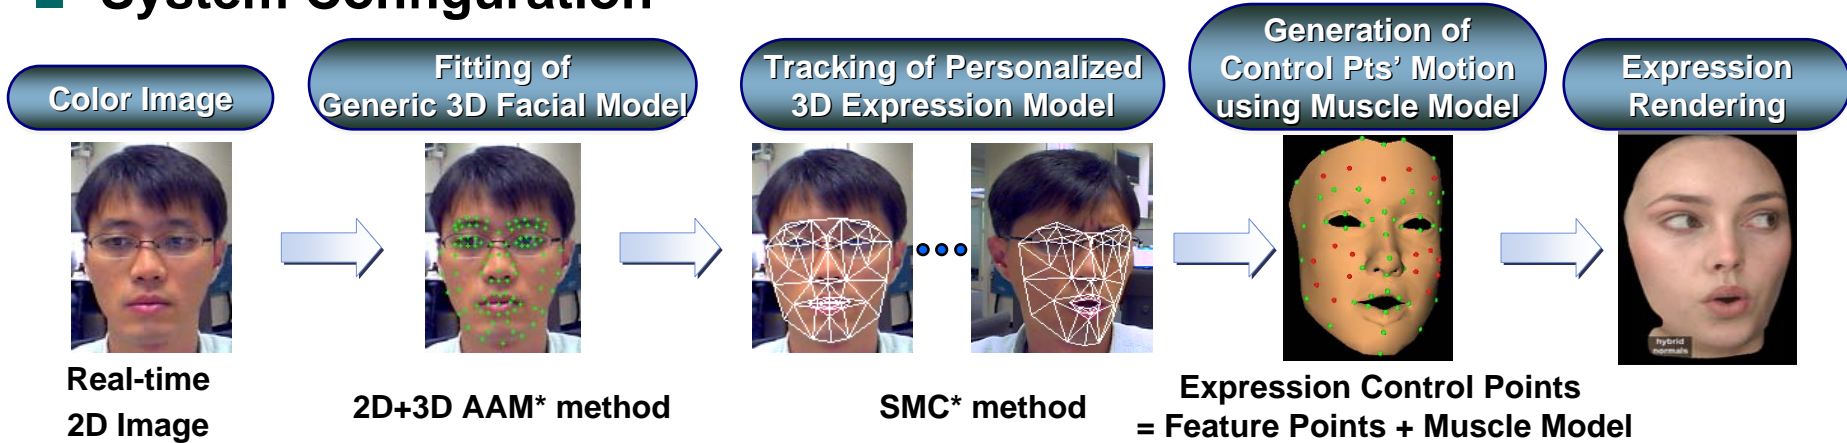 System Configuration
Color Image
Fitting of
Generic 3D Facial Model
Tracking of Personalized
3D Expression Model
Generation of
Control Pts' Motion
using Muscle Model
Expression
Rendering
hybrid
normals
Real-time
2D Image
2D+3D AAM* method
SMC* method
Expression Control Points
= Feature Points + Muscle Model